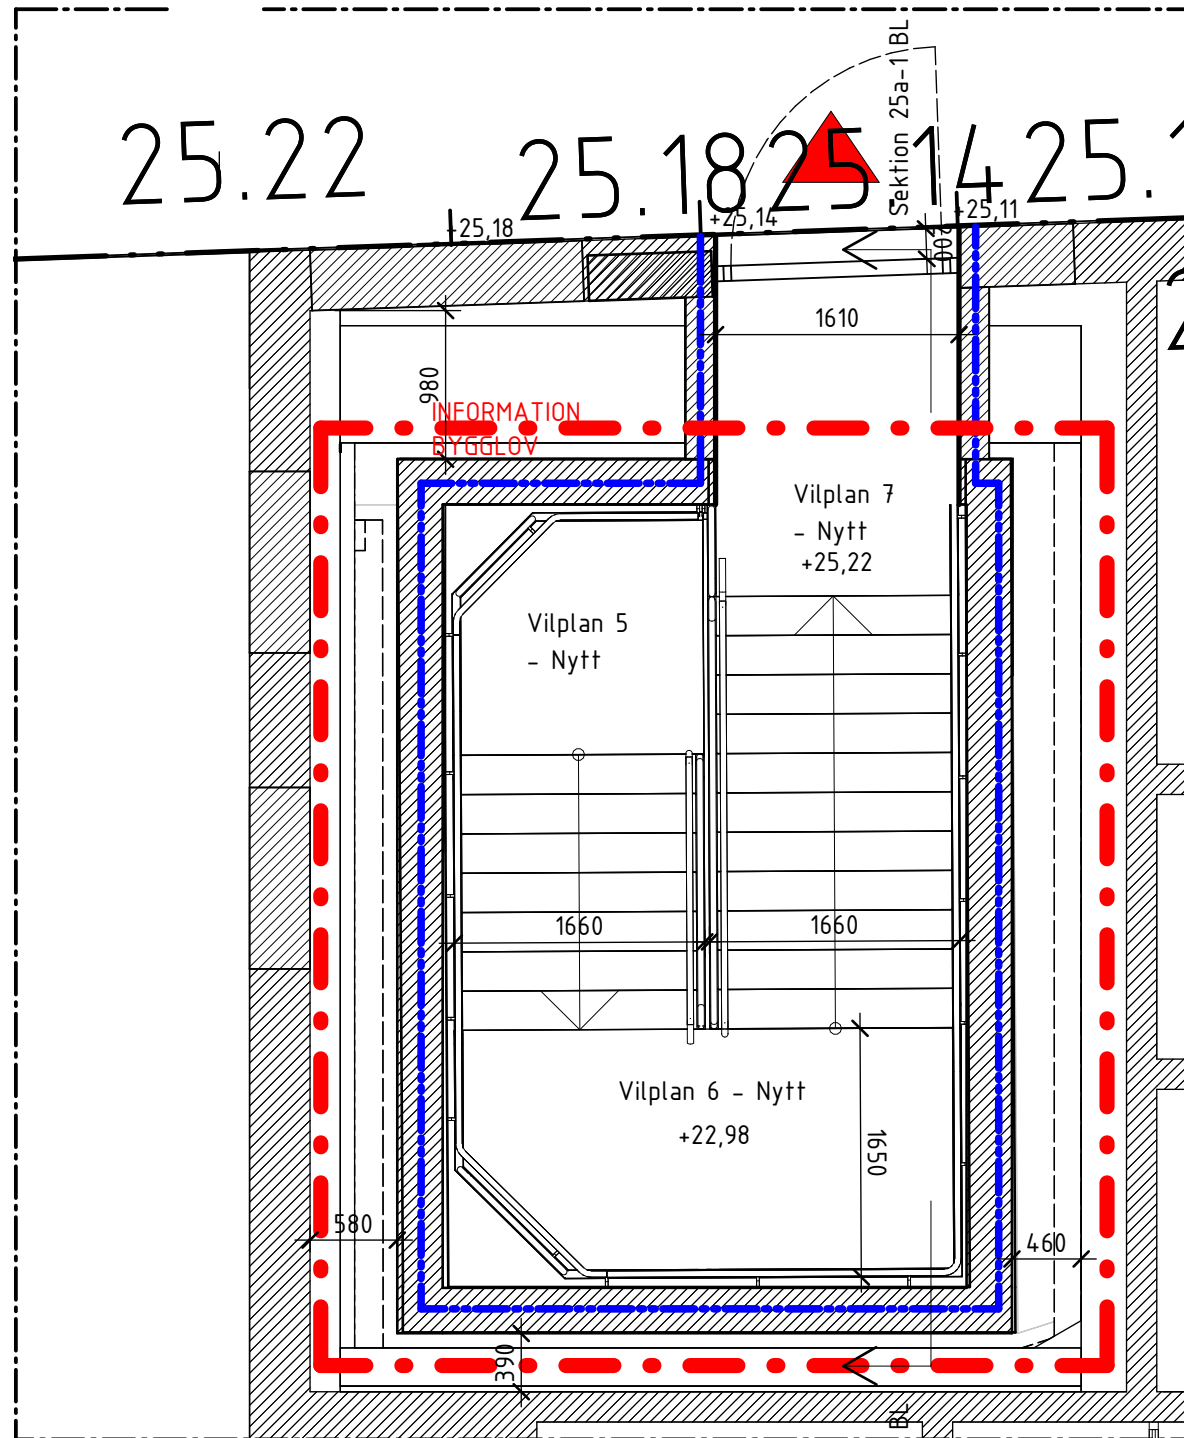 Sektion 25a-1 BL
25.22
25.18
25.14
25.1
+25,18
+25,14
+25,11
200
1610
980
INFORMATION
BYGGLOV
Vilplan 7
- Nytt
+25,22
Vilplan 5
- Nytt
1660
1660
Vilplan 6 - Nytt
+22,98
1650
580
460
390
BL